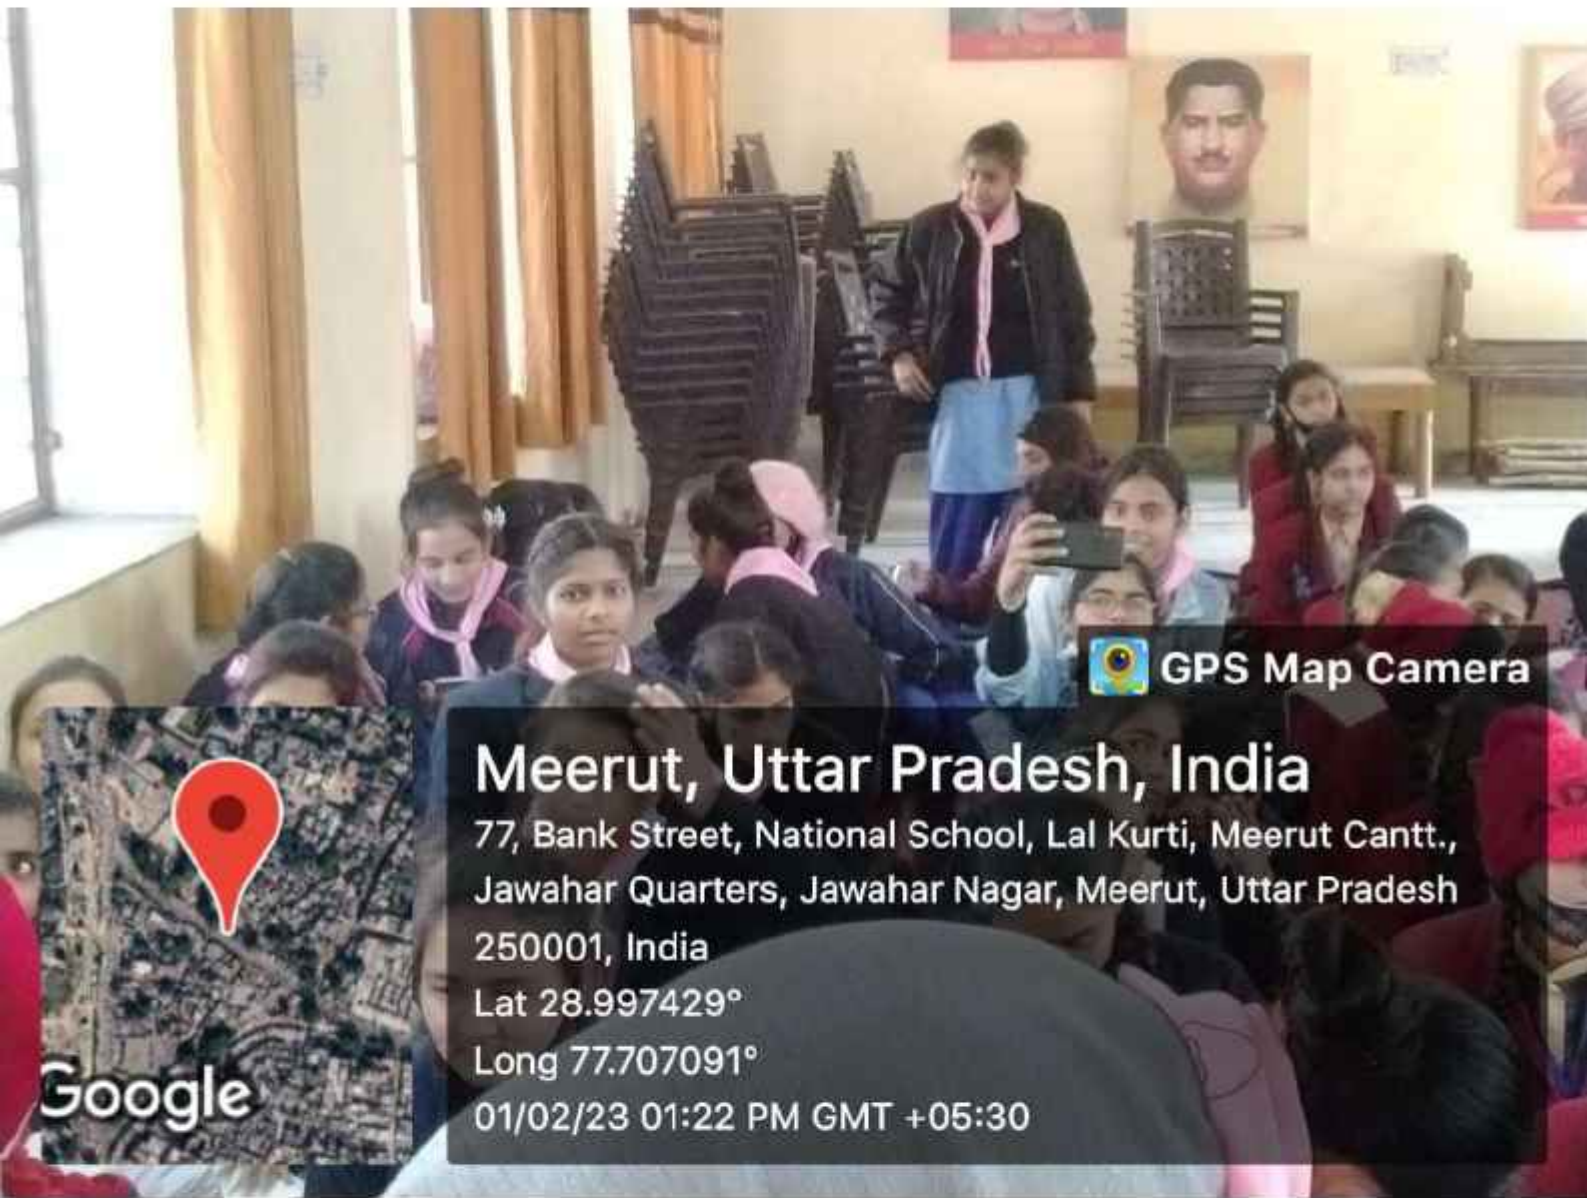 GPS Map Camera
Meerut, Uttar Pradesh, India
77, Bank Street, National School, Lal Kurti, Meerut Cantt.,
Jawahar Quarters, Jawahar Nagar, Meerut, Uttar Pradesh
250001, India
Lat 28.997429°
Long 77.707091°
01/02/23 01:22 PM GMT +05:30
Google